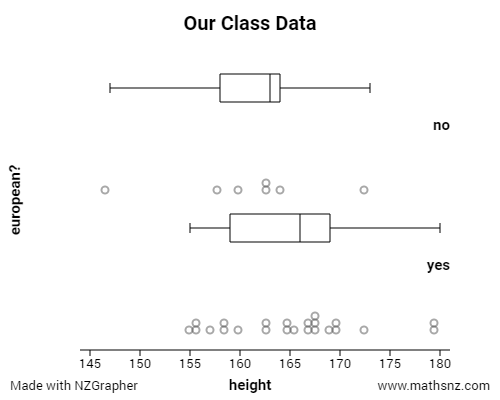 Our Class Data
no
european?
yes
145 150 155 160 165 170 175 180
Made with NZGrapher height www.mathsnz.com